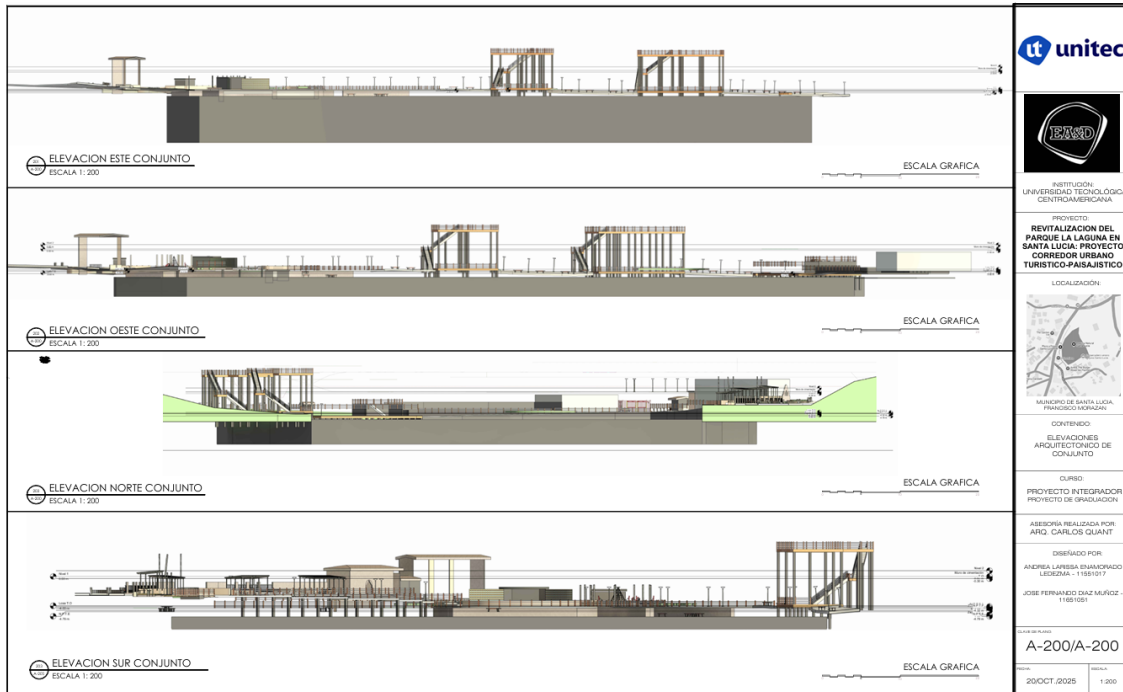 ELEVACION ESTE CONJUNTO
ESCALA 1: 200
ESCALA GRAFICA
ELEVACION OESTE CONJUNTO
ESCALA 1: 200
ESCALA GRAFICA
ELEVACION NORTE CONJUNTO
ESCALA 1: 200
ESCALA GRAFICA
ELEVACION SUR CONJUNTO
ESCALA 1: 200
ESCALA GRAFICA
unitec
EA&D
INSTITUCIÓN:
UNIVERSIDAD TECNOLÓGICA
CENTROAMERICANA
PROYECTO:
REVITALIZACION DEL
PARQUE LA LAGUNA EN
SANTA LUCIA: PROYECTO
CORREDOR URBANO
TURISTICO-PAISAJISTICO
LOCALIZACIÓN:
MUNICIPIO DE SANTA LUCIA,
FRANCISCO MORAZAN
CONTENIDO:
ELEVACIONES
ARQUITECTONICO DE
CONJUNTO
CURSO:
PROYECTO INTEGRADOR
PROYECTO DE GRADUACION
ASESORÍA REALIZADA POR:
ARQ. CARLOS QUANT
DISEÑADO POR:
ANDREA LARISSA ENAMORADO
LEDEZMA - 11551017
JOSE FERNANDO DIAZ MUÑOZ -
11651051
A-200/A-200
20/OCT./2025
1:200